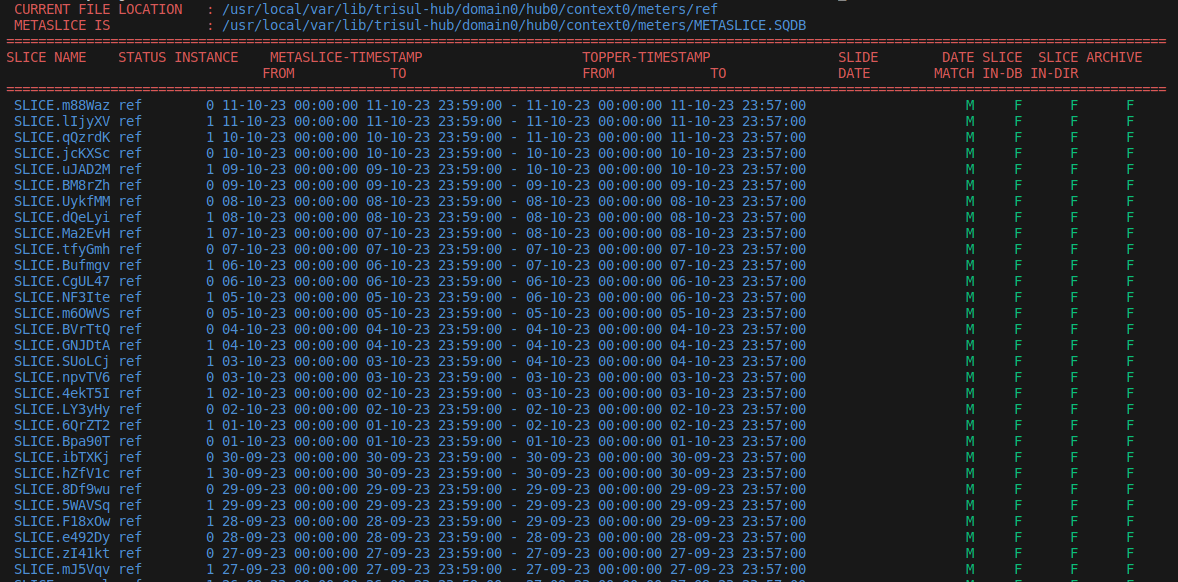 CURRENT FILE LOCATION : /usr/local/var/lib/trisul-hub/domain0/hub0/context0/meters/ref
METASLICE IS : /usr/local/var/lib/trisul-hub/domain0/hub0/context0/meters/METASLICE.SQDB
SLICE NAME STATUS INSTANCE METASLICE-TIMESTAMP TOPPER-TIMESTAMP SLIDE DATE SLICE SLICE ARCHIVE
FROM TO FROM TO DATE MATCH IN-DB IN-DIR
SLICE.m88Waz ref 0 11-10-23 00:00:00 11-10-23 23:59:00 - 11-10-23 00:00:00 11-10-23 23:57:00 M F F F
SLICE.lIjyXV ref 1 11-10-23 00:00:00 11-10-23 23:59:00 - 11-10-23 00:00:00 11-10-23 23:57:00 M F F F
SLICE.qQzrdK ref 1 10-10-23 00:00:00 10-10-23 23:59:00 - 11-10-23 00:00:00 11-10-23 23:57:00 M F F F
SLICE.jcKXSc ref 0 10-10-23 00:00:00 10-10-23 23:59:00 - 10-10-23 00:00:00 10-10-23 23:57:00 M F F F
SLICE.uJAD2M ref 1 09-10-23 00:00:00 09-10-23 23:59:00 - 10-10-23 00:00:00 10-10-23 23:57:00 M F F F
SLICE.BM8rZh ref 0 09-10-23 00:00:00 09-10-23 23:59:00 - 09-10-23 00:00:00 09-10-23 23:57:00 M F F F
SLICE.UykfMM ref 0 08-10-23 00:00:00 08-10-23 23:59:00 - 08-10-23 00:00:00 08-10-23 23:57:00 M F F F
SLICE.dQeLyi ref 1 08-10-23 00:00:00 08-10-23 23:59:00 - 08-10-23 00:00:00 08-10-23 23:57:00 M F F F
SLICE.Ma2EvH ref 1 07-10-23 00:00:00 07-10-23 23:59:00 - 08-10-23 00:00:00 08-10-23 23:57:00 M F F F
SLICE.tfyGmh ref 0 07-10-23 00:00:00 07-10-23 23:59:00 - 07-10-23 00:00:00 07-10-23 23:57:00 M F F F
SLICE.Bufmgv ref 1 06-10-23 00:00:00 06-10-23 23:59:00 - 07-10-23 00:00:00 07-10-23 23:57:00 M F F F
SLICE.CgUL47 ref 0 06-10-23 00:00:00 06-10-23 23:59:00 - 06-10-23 00:00:00 06-10-23 23:57:00 M F F F
SLICE.NF3Ite ref 1 05-10-23 00:00:00 05-10-23 23:59:00 - 06-10-23 00:00:00 06-10-23 23:57:00 M F F F
SLICE.m6OWVS ref 0 05-10-23 00:00:00 05-10-23 23:59:00 - 05-10-23 00:00:00 05-10-23 23:57:00 M F F F
SLICE.BVrTtQ ref 0 04-10-23 00:00:00 04-10-23 23:59:00 - 04-10-23 00:00:00 04-10-23 23:57:00 M F F F
SLICE.GNJDtA ref 1 04-10-23 00:00:00 04-10-23 23:59:00 - 04-10-23 00:00:00 04-10-23 23:57:00 M F F F
SLICE.SUoLCj ref 1 03-10-23 00:00:00 03-10-23 23:59:00 - 04-10-23 00:00:00 04-10-23 23:57:00 M F F F
SLICE.npvTV6 ref 0 03-10-23 00:00:00 03-10-23 23:59:00 - 03-10-23 00:00:00 03-10-23 23:57:00 M F F F
SLICE.4ekT5I ref 1 02-10-23 00:00:00 02-10-23 23:59:00 - 03-10-23 00:00:00 03-10-23 23:57:00 M F F F
SLICE.LY3yHy ref 0 02-10-23 00:00:00 02-10-23 23:59:00 - 02-10-23 00:00:00 02-10-23 23:57:00 M F F F
SLICE.6QrZT2 ref 1 01-10-23 00:00:00 01-10-23 23:59:00 - 02-10-23 00:00:00 02-10-23 23:57:00 M F F F
SLICE.Bpa90T ref 0 01-10-23 00:00:00 01-10-23 23:59:00 - 01-10-23 00:00:00 01-10-23 23:57:00 M F F F
SLICE.ibTXKj ref 0 30-09-23 00:00:00 30-09-23 23:59:00 - 30-09-23 00:00:00 30-09-23 23:57:00 M F F F
SLICE.hZfV1c ref 1 30-09-23 00:00:00 30-09-23 23:59:00 - 30-09-23 00:00:00 30-09-23 23:57:00 M F F F
SLICE.8Df9wu ref 0 29-09-23 00:00:00 29-09-23 23:59:00 - 29-09-23 00:00:00 29-09-23 23:57:00 M F F F
SLICE.5WAVSq ref 1 29-09-23 00:00:00 29-09-23 23:59:00 - 29-09-23 00:00:00 29-09-23 23:57:00 M F F F
SLICE.F18xOw ref 1 28-09-23 00:00:00 28-09-23 23:59:00 - 29-09-23 00:00:00 29-09-23 23:57:00 M F F F
SLICE.e492Dy ref 0 28-09-23 00:00:00 28-09-23 23:59:00 - 28-09-23 00:00:00 28-09-23 23:57:00 M F F F
SLICE.zI41kt ref 0 27-09-23 00:00:00 27-09-23 23:59:00 - 27-09-23 00:00:00 27-09-23 23:57:00 M F F F
SLICE.mJ5Vqv ref 1 27-09-23 00:00:00 27-09-23 23:59:00 - 27-09-23 00:00:00 27-09-23 23:57:00 M F F F